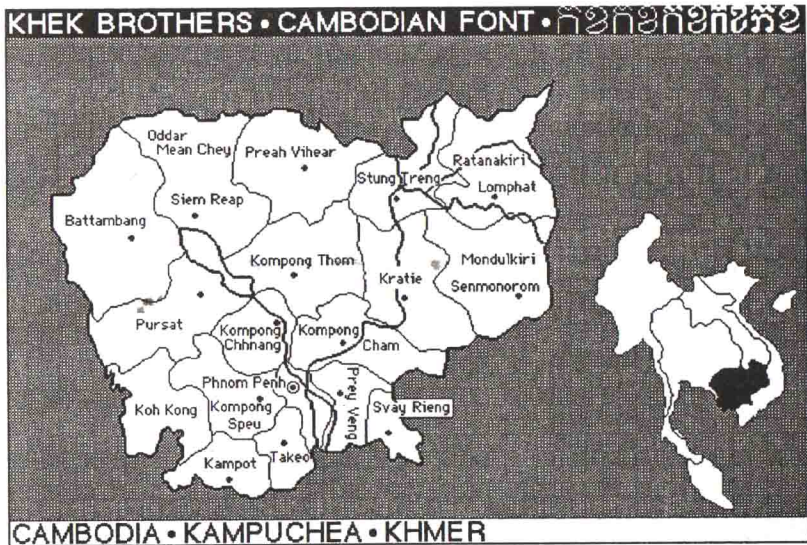 KHEK BROTHERS • CAMBODIAN FONT •
Oddar
Mean Chey
Preah Vihear
Ratanakiri
Stung Treng
Lomphat
Siem Reap
Battambang
Kompong Thom
Mondulkiri
Kratie
Senmonorom
Pursat
Kompong
Chhnang
Kompong
Cham
Phnom Penh
Prey Veng
Koh Kong
Kompong
Speu
Svay Rieng
Takeo
Kampot
CAMBODIA • KAMPUCHEA • KHMER